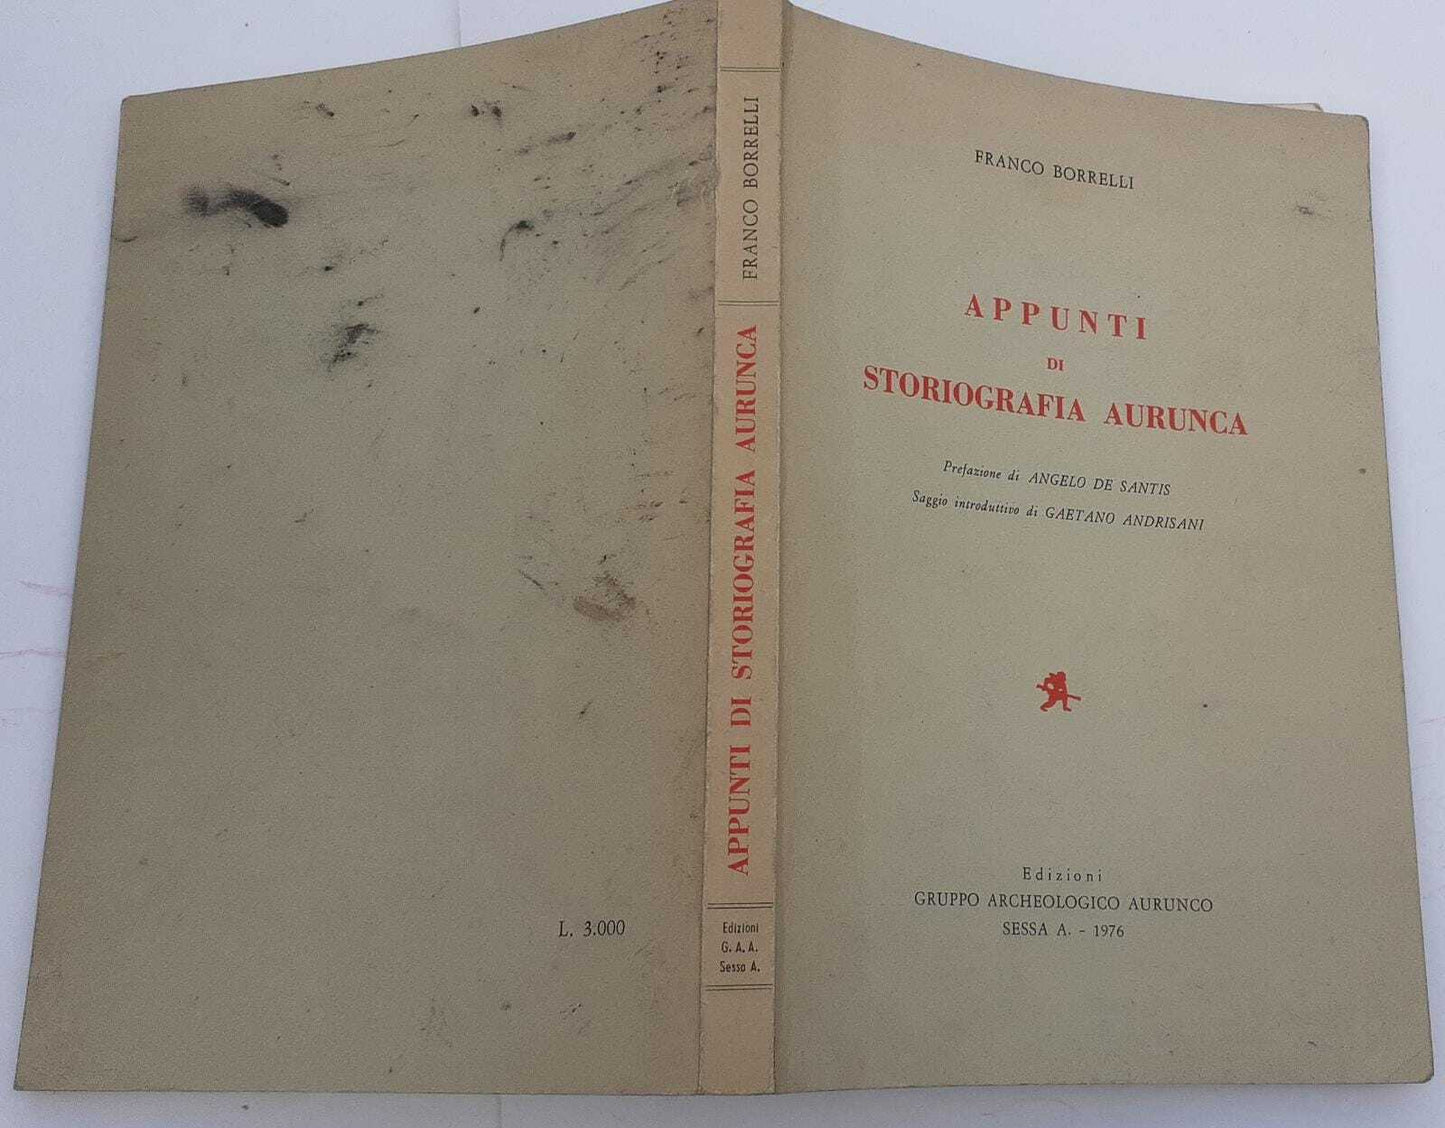 L. 3.000
FRANCO BORRELLI
APPUNTI DI STORIOGRAFIA AURUNCA
Edizioni
G. A. A.
Sessa A.
FRANCO BORRELLI
APPUNTI
DI
STORIOGRAFIA AURUNCA
Prefazione di ANGELO DE SANTIS
Saggio introduttivo di GAETANO ANDRISANI
Edizioni
GRUPPO ARCHEOLOGICO AURUNCO
SESSA A. - 1976